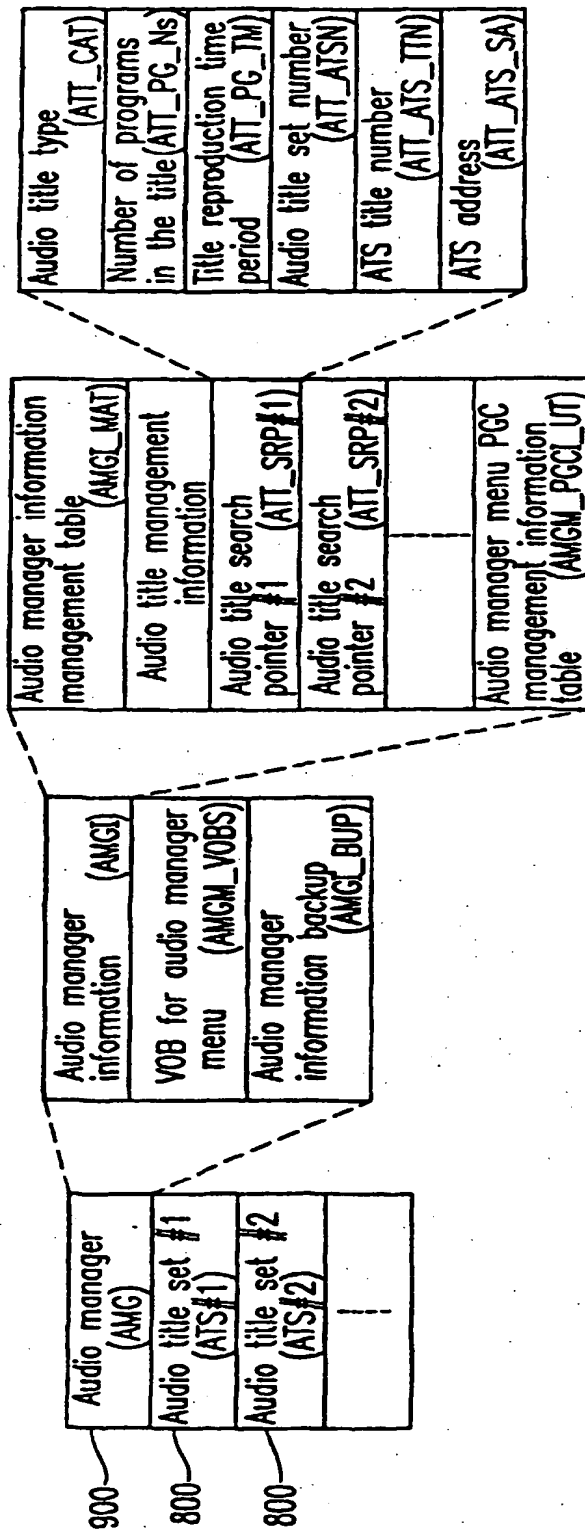 900
800
800
Audio manager
(AMG)
Audio title set #1
(ATS#1)
Audio title set #2
(ATS#2)
Audio manager
information (AMGI)
VOB for audio manager
menu (AMGM_VOBS)
Audio manager
information backup
(AMGI_BUP)
Audio manager information
management table
(AMGI_MAT)
Audio title management
information
Audio title search
pointer #1 (ATT_SRP#1)
Audio title search
pointer #2 (ATT_SRP#2)
Audio manager menu PGC
management information
table (AMGM_PGCI_UT)
Audio title type
(ATT_CAT)
Number of programs
in the title (ATT_PG_Ns)
Title reproduction time
period (ATT_PG_TM)
Audio title set number
(ATT_ATSN)
ATS title number
(ATT_ATS_TTN)
ATS address
(ATT_ATS_SA)